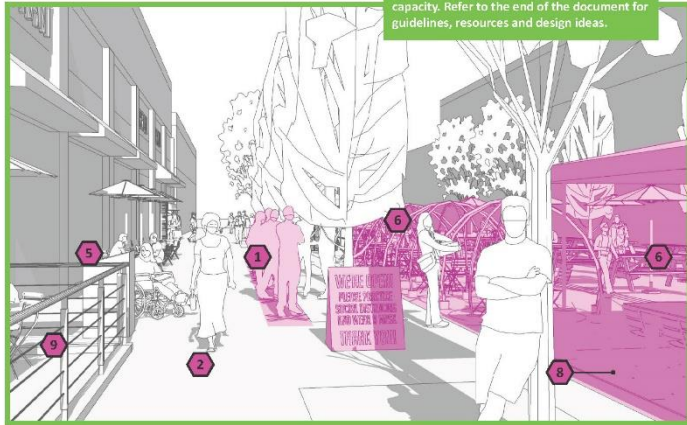 capacity. Refer to the end of the document for
guidelines, resources and design ideas.
6
5
1
6
WE'RE OPEN!
PLEASE PRACTICE
SOCIAL DISTANCING
AND WEAR A MASK.
THANK YOU!
9
2
8